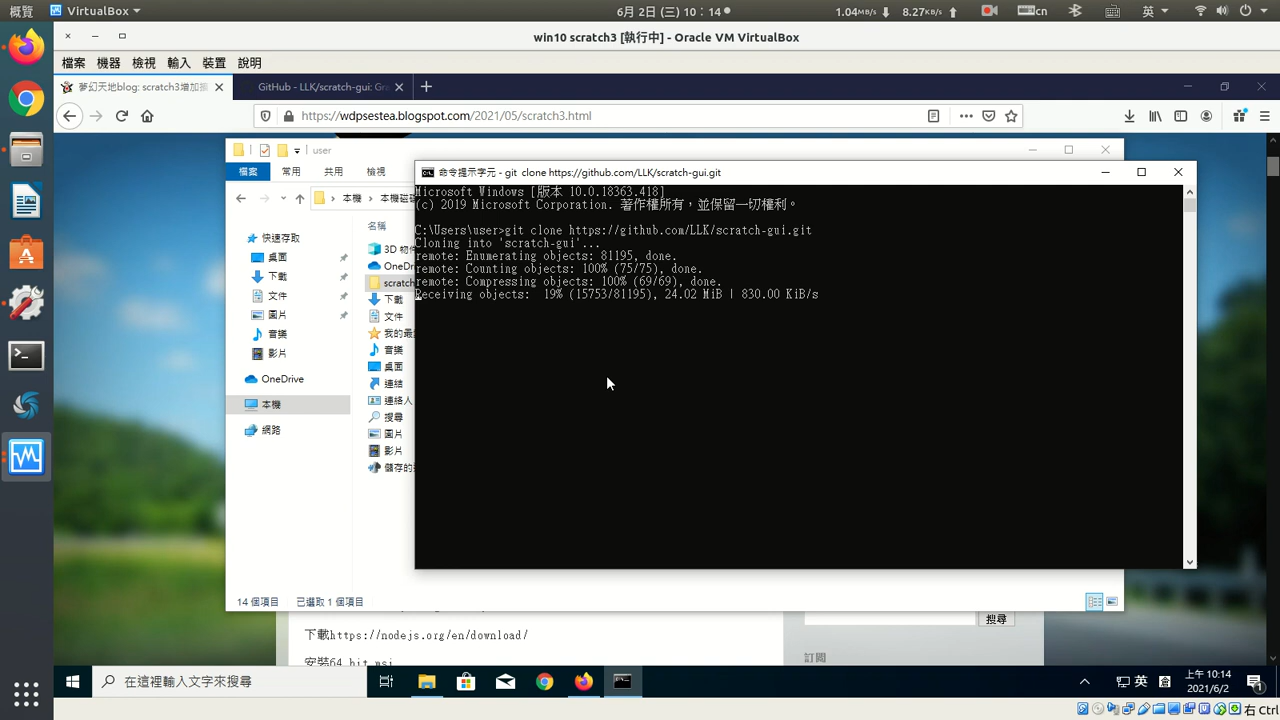 概覽
VirtualBox
6月 2日 (三) 10：14
1.04MB/s
8.27KB/s
cn
英
win10 scratch3 [執行中] - Oracle VM VirtualBox
檔案 機器 檢視 輸入 裝置 說明
夢幻天地blog: scratch3增加擴
GitHub - LLK/scratch-gui: Gra
https://wdpsestea.blogspot.com/2021/05/scratch3.html
user
檔案 常用 共用 檢視
本機
名稱
快速存取
桌面
下載
文件
圖片
音樂
影片
OneDrive
本機
網路
下載
文件
音樂
桌面
連結
連絡人
搜尋
圖片
影片
14 個項目 已選取 1 個項目
命令提示字元 - git clone https://github.com/LLK/scratch-gui.git
Microsoft Windows [版本 10.0.18363.418]
(c) 2019 Microsoft Corporation. 著作權所有，並保留一切權利。
C:\Users\user>git clone https://github.com/LLK/scratch-gui.git
Cloning into 'scratch-gui'...
remote: Enumerating objects: 81195, done.
remote: Counting objects: 100% (75/75), done.
remote: Compressing objects: 100% (69/69), done.
Receiving objects:  19% (15753/81195), 24.02 MiB | 830.00 KiB/s
搜尋
下載https://nodejs.org/en/download/
訂閱
安裝64 bit msi
在這裡輸入文字來搜尋
英
上午 10:14
2021/6/2
右 Ctrl